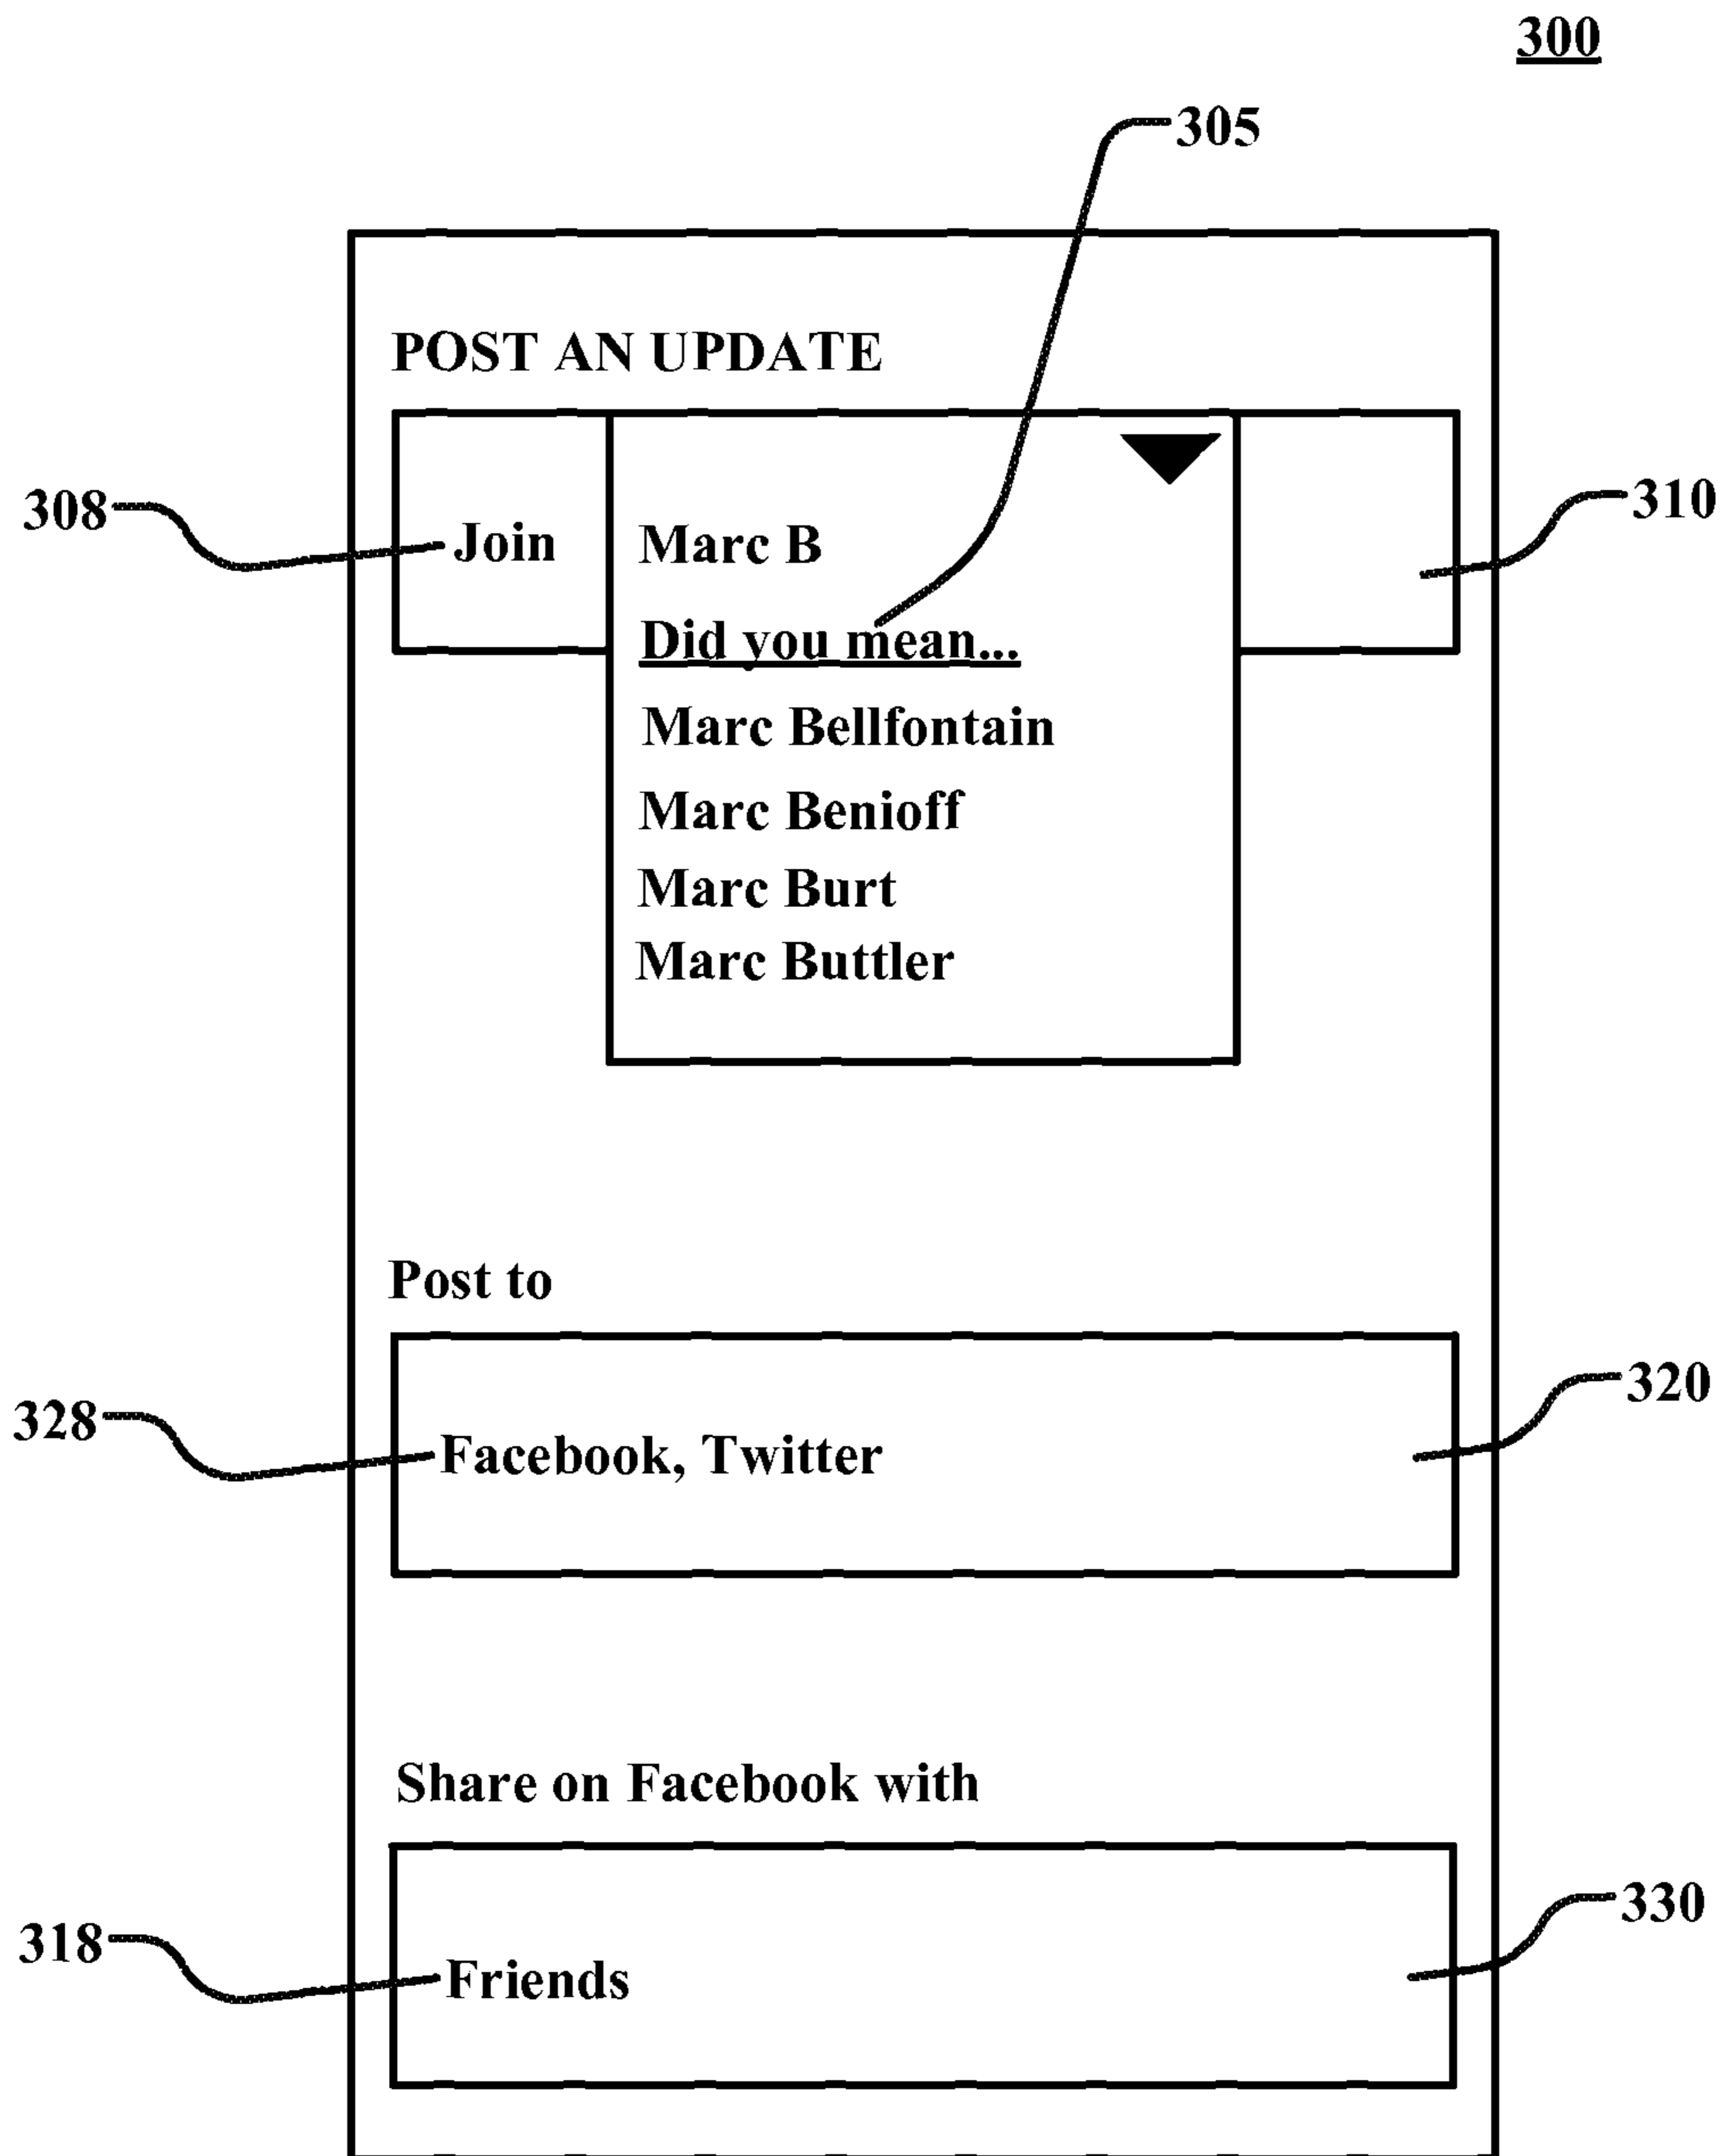 300
305
POST AN UPDATE
308
Join
Marc B
310
Did you mean...
Marc Bellfontain
Marc Benioff
Marc Burt
Marc Buttler
Post to
328
Facebook, Twitter
320
Share on Facebook with
318
Friends
330